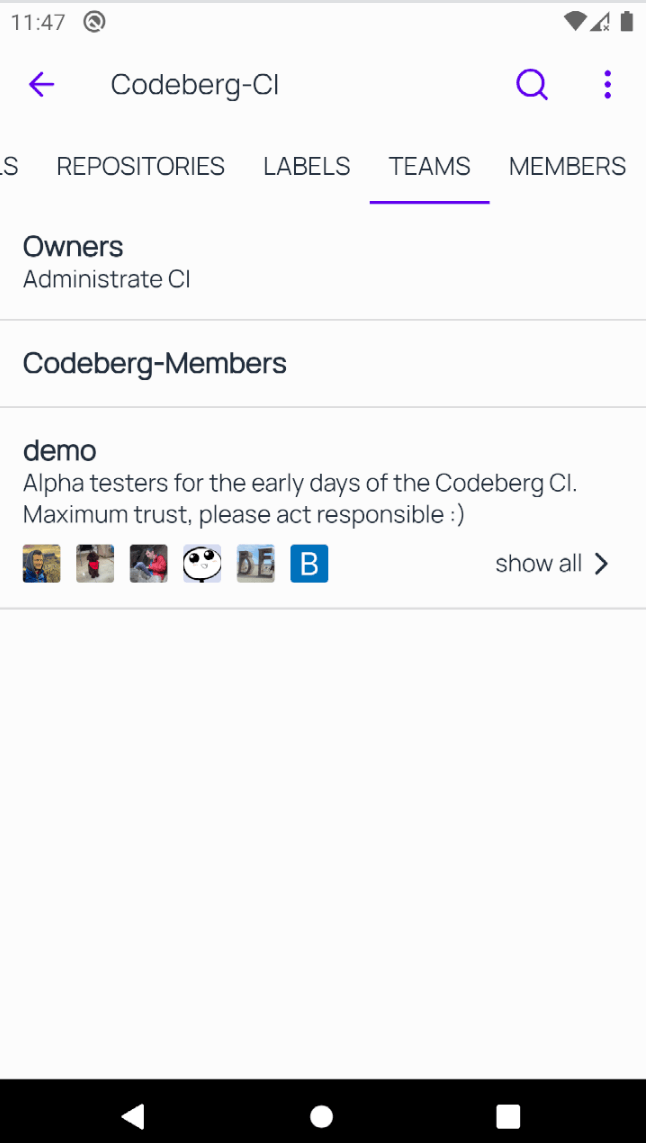 11:47
Codeberg-CI
LS REPOSITORIES LABELS TEAMS MEMBERS
Owners
Administrate CI
Codeberg-Members
demo
Alpha testers for the early days of the Codeberg CI.
Maximum trust, please act responsible :)
DE B show all